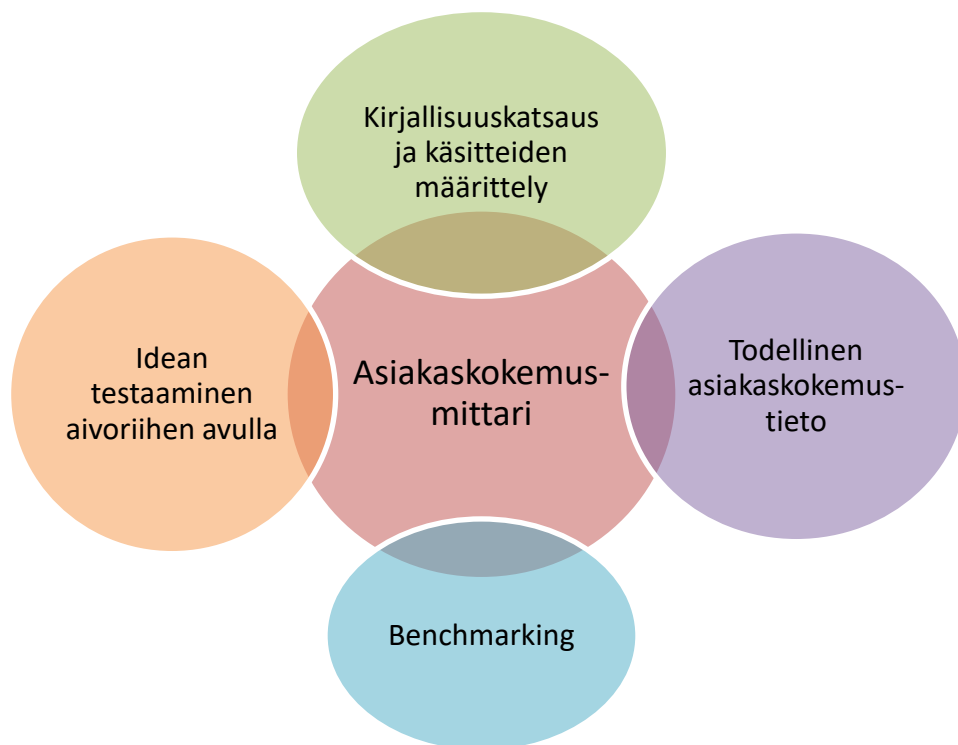 Kirjallisuuskatsaus
ja käsitteiden
määrittely
Idean
testaaminen
aivoriihen avulla
Asiakaskokemus-
mittari
Todellinen
asiakaskokemus-
tieto
Benchmarking